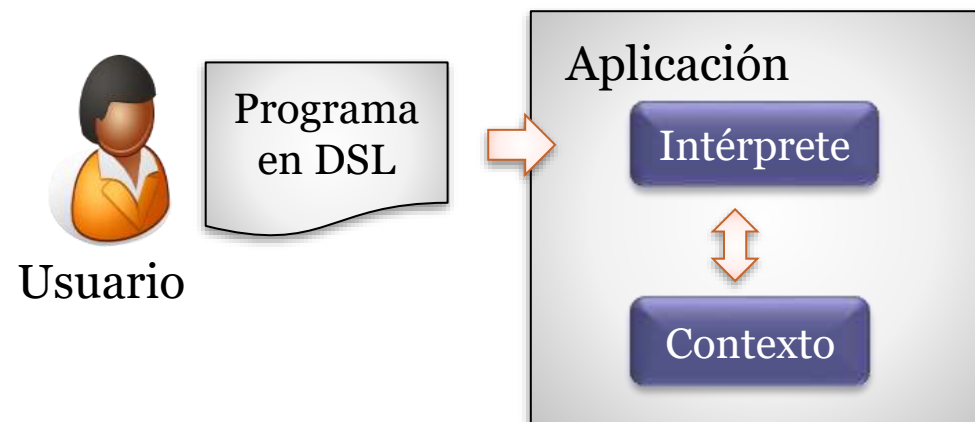 Aplicación
Programa
en DSL
Intérprete
Usuario
Contexto